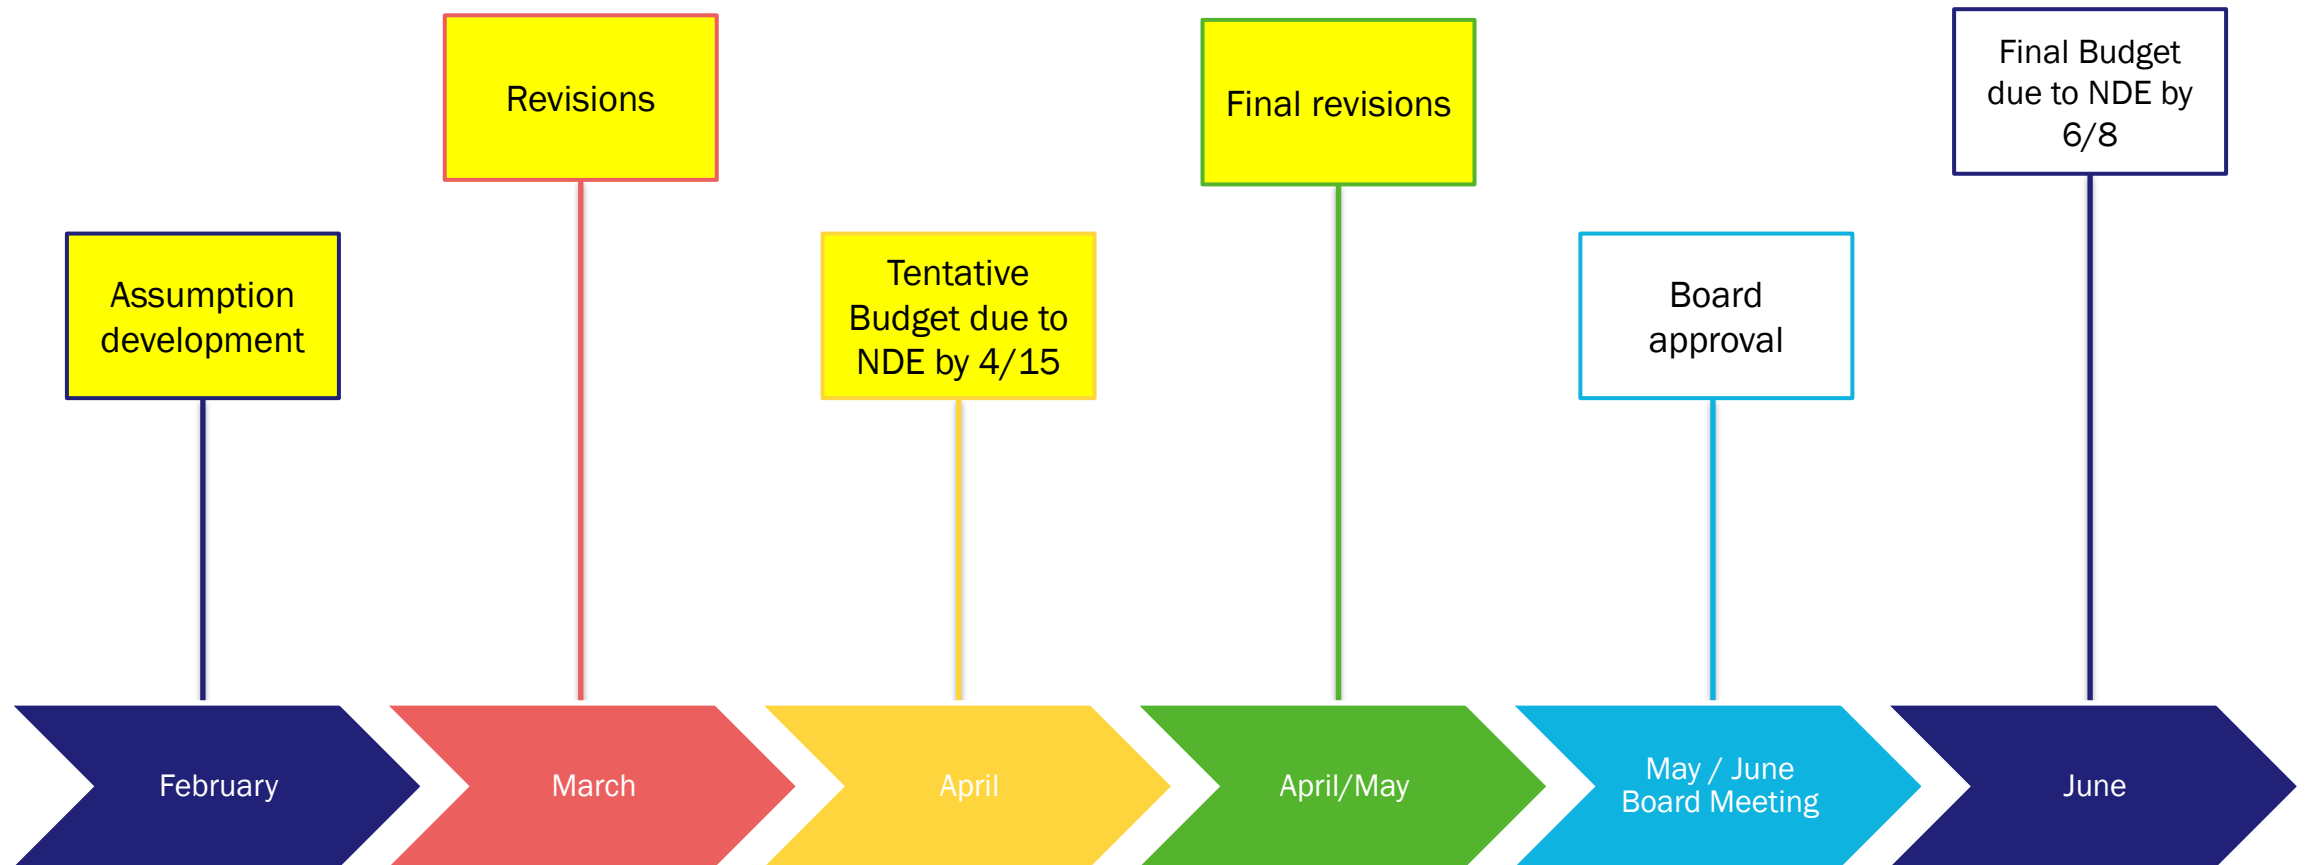 Assumption
development
Revisions
Tentative
Budget due to
NDE by 4/15
Final revisions
Board
approval
Final Budget
due to NDE by
6/8
February
March
April
April/May
May / June
Board Meeting
June